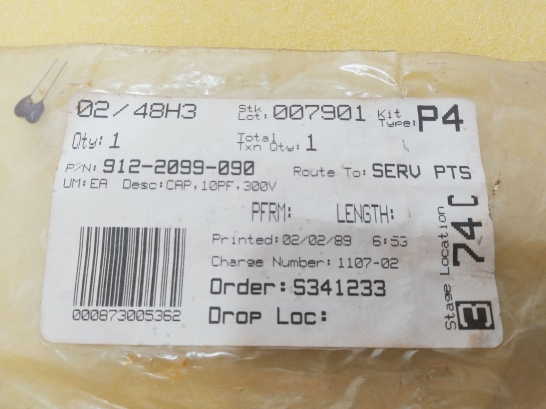 02/48H3 Stk Lot: 007901 Kit Type: P4
Qty: 1 Total Txn Qty: 1
P/N: 912-2099-090 Route To: SERV PTS
UM: EA Desc: CAP, 10PF, 300V
PFRM: LENGTH:
Printed: 02/02/89 6:53
Charge Number: 1107-02
Order: S341233
000873005362 Drop Loc:
Stage Location
74C
E